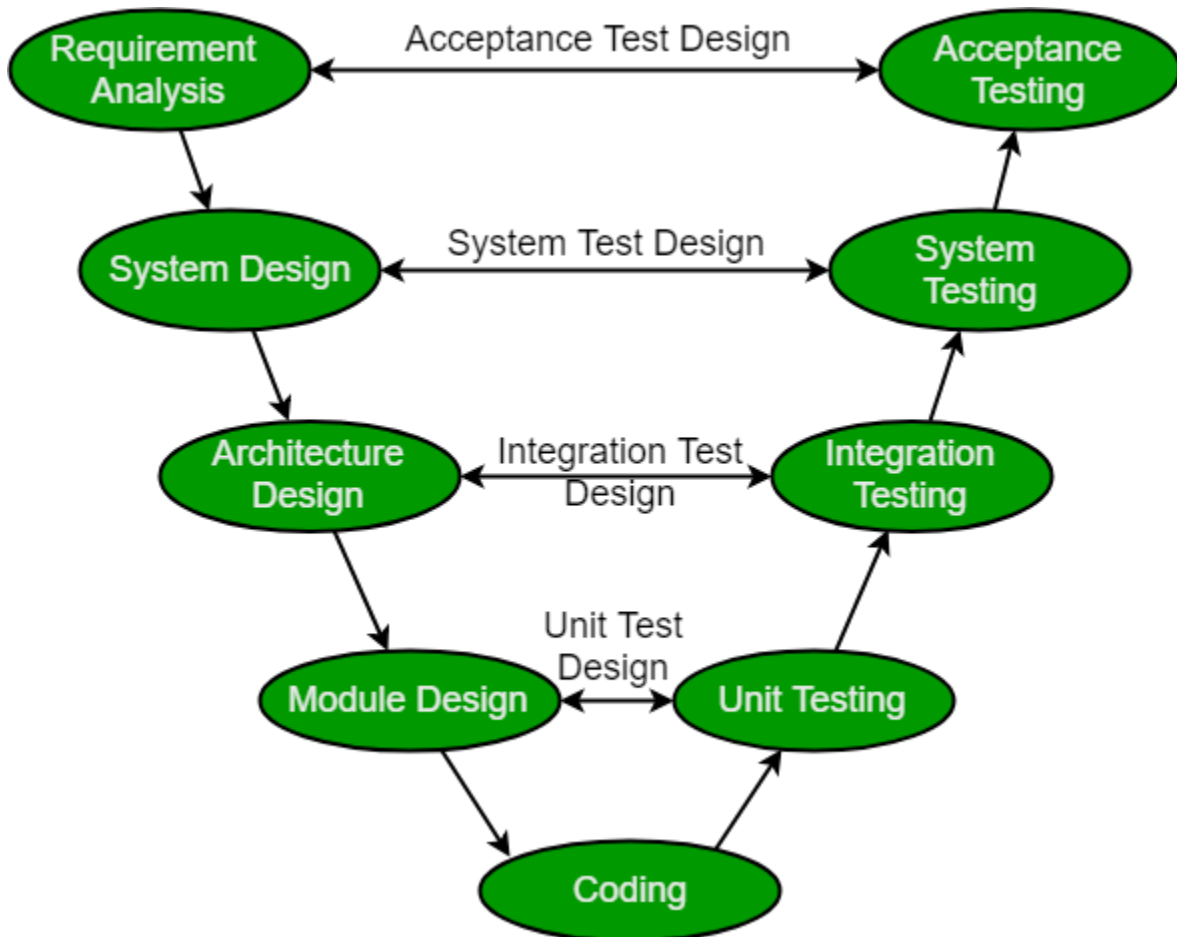 Requirement
Analysis
Acceptance Test Design
Acceptance
Testing
System Design
System Test Design
System
Testing
Architecture
Design
Integration Test
Design
Integration
Testing
Module Design
Unit Test
Design
Unit Testing
Coding